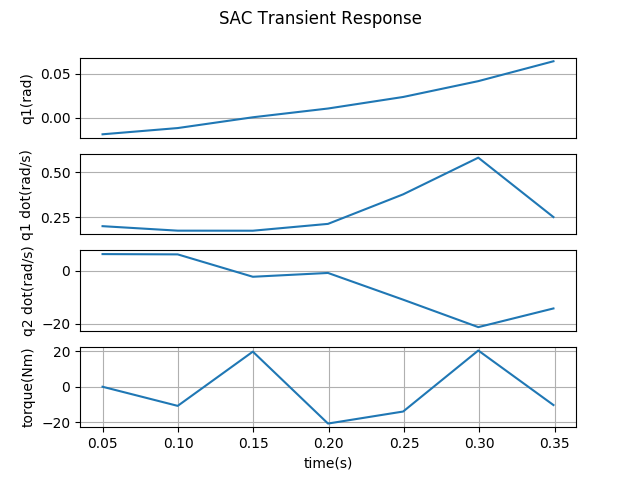 SAC Transient Response
q1(rad)
0.05
0.00
q1 dot(rad/s)
0.50
0.25
q2 dot(rad/s)
0
−20
torque(Nm)
20
0
−20
0.05 0.10 0.15 0.20 0.25 0.30 0.35
time(s)